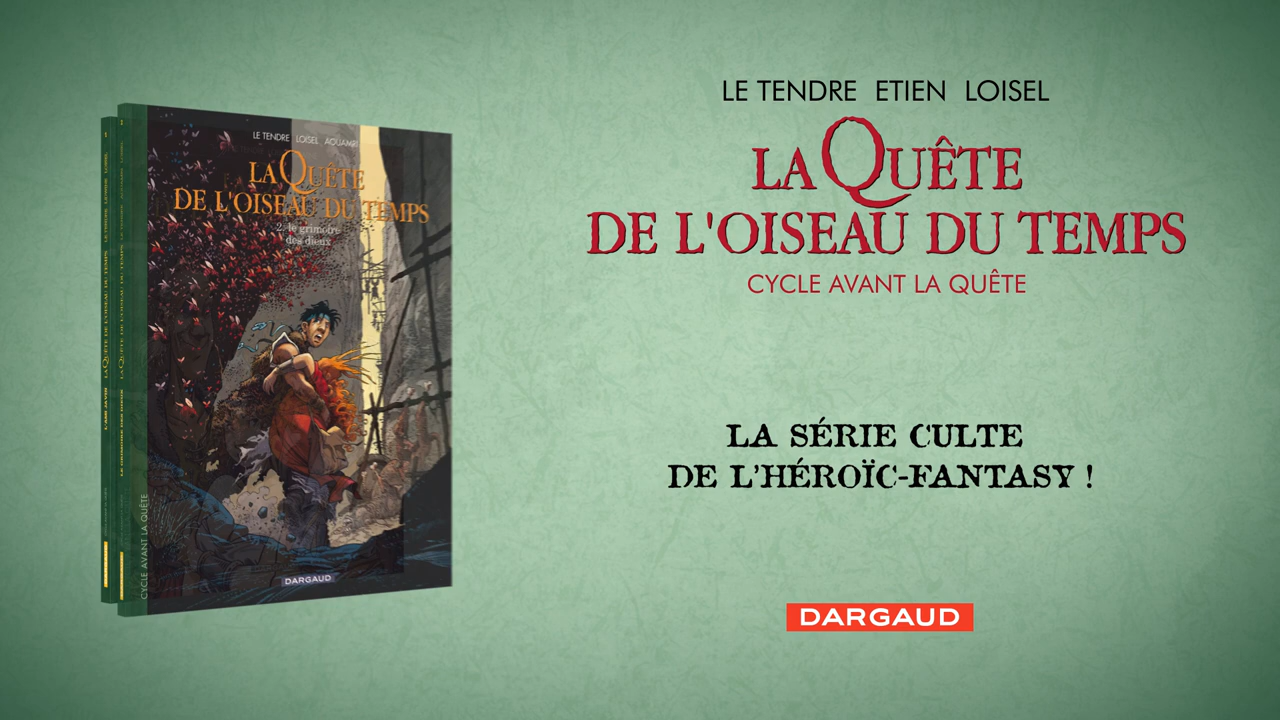 LE TENDRE LOISEL AOUAMRI
LA QUÊTE
DE L'OISEAU DU TEMPS
2. le grimoire
des dieux
DARGAUD
CYCLE AVANT LA QUÊTE
LE TENDRE ETIEN LOISEL
LA QUÊTE
DE L'OISEAU DU TEMPS
CYCLE AVANT LA QUÊTE
LA SÉRIE CULTE
DE L'HÉROÏC-FANTASY !
DARGAUD